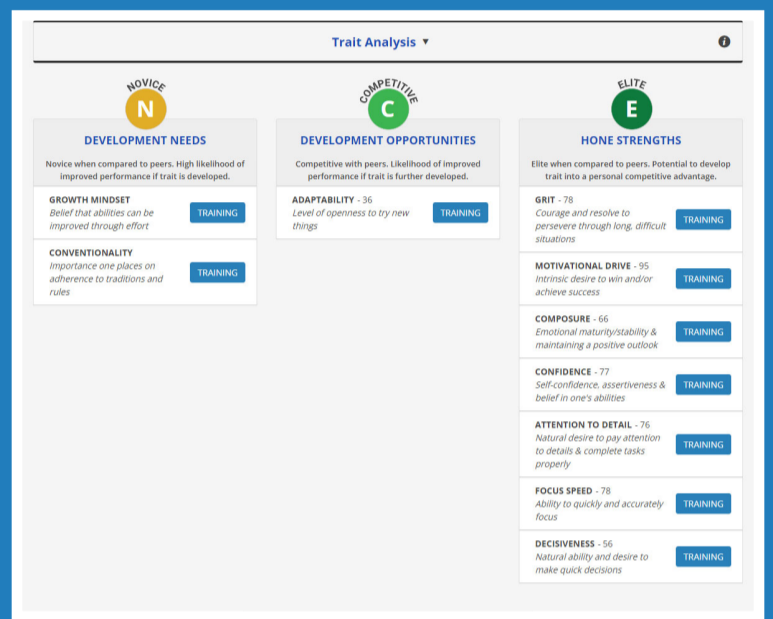 Trait Analysis ▼
NOVICE
N
DEVELOPMENT NEEDS
Novice when compared to peers. High likelihood of
improved performance if trait is developed.
GROWTH MINDSET
Belief that abilities can be
improved through effort
TRAINING
CONVENTIONALITY
Importance one places on
adherence to traditions and
rules
TRAINING
COMPETITIVE
C
DEVELOPMENT OPPORTUNITIES
Competitive with peers. Likelihood of improved
performance if trait is further developed.
ADAPTABILITY - 36
Level of openness to try new
things
TRAINING
ELITE
E
HONE STRENGTHS
Elite when compared to peers. Potential to develop
trait into a personal competitive advantage.
GRIT - 78
Courage and resolve to
persevere through long, difficult
situations
TRAINING
MOTIVATIONAL DRIVE - 95
Intrinsic desire to win and/or
achieve success
TRAINING
COMPOSURE - 66
Emotional maturity/stability &
maintaining a positive outlook
TRAINING
CONFIDENCE - 77
Self-confidence, assertiveness &
belief in one's abilities
TRAINING
ATTENTION TO DETAIL - 76
Natural desire to pay attention
to details & complete tasks
properly
TRAINING
FOCUS SPEED - 78
Ability to quickly and accurately
focus
TRAINING
DECISIVENESS - 56
Natural ability and desire to
make quick decisions
TRAINING